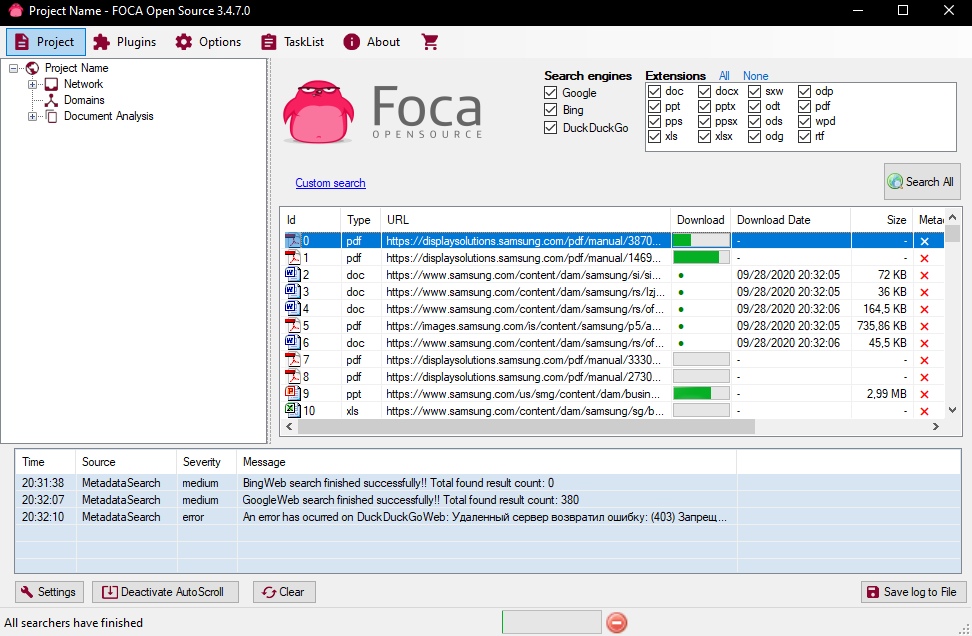 Project Name - FOCA Open Source 3.4.7.0
Project Plugins Options TaskList About
Project Name
Network
Domains
Document Analysis
Foca
OPENSOURCE
Search engines
Google
Bing
DuckDuckGo
Extensions All None
doc docx sxw odp
ppt pptx odt pdf
pps ppsx ods wpd
xls xlsx odg rtf
Custom search
Search All
Id Type URL Download Download Date Size Metac
0 pdf https://displaysolutions.samsung.com/pdf/manual/3870... - -
1 pdf https://displaysolutions.samsung.com/pdf/manual/1469... - -
2 doc https://www.samsung.com/content/dam/samsung/si/si... 09/28/2020 20:32:05 72 KB
3 doc https://www.samsung.com/content/dam/samsung/rs/lzj... 09/28/2020 20:32:05 36 KB
4 doc https://www.samsung.com/content/dam/samsung/rs/of... 09/28/2020 20:32:06 164,5 KB
5 pdf https://images.samsung.com/is/content/samsung/p5/a... 09/28/2020 20:32:05 735,86 KB
6 doc https://www.samsung.com/content/dam/samsung/rs/of... 09/28/2020 20:32:06 45,5 KB
7 pdf https://displaysolutions.samsung.com/pdf/manual/3330... - -
8 pdf https://displaysolutions.samsung.com/pdf/manual/2730... - -
9 ppt https://www.samsung.com/us/smg/content/dam/busin... - 2,99 MB
10 xls https://www.samsung.com/content/dam/samsung/sg/b... - -
Time Source Severity Message
20:31:38 MetadataSearch medium BingWeb search finished successfully!! Total found result count: 0
20:32:07 MetadataSearch medium GoogleWeb search finished successfully!! Total found result count: 380
20:32:10 MetadataSearch error An error has ocurred on DuckDuckGoWeb: Удаленный сервер возвратил ошибку: (403) Запрещ...
Settings Deactivate AutoScroll Clear Save log to File
All searchers have finished